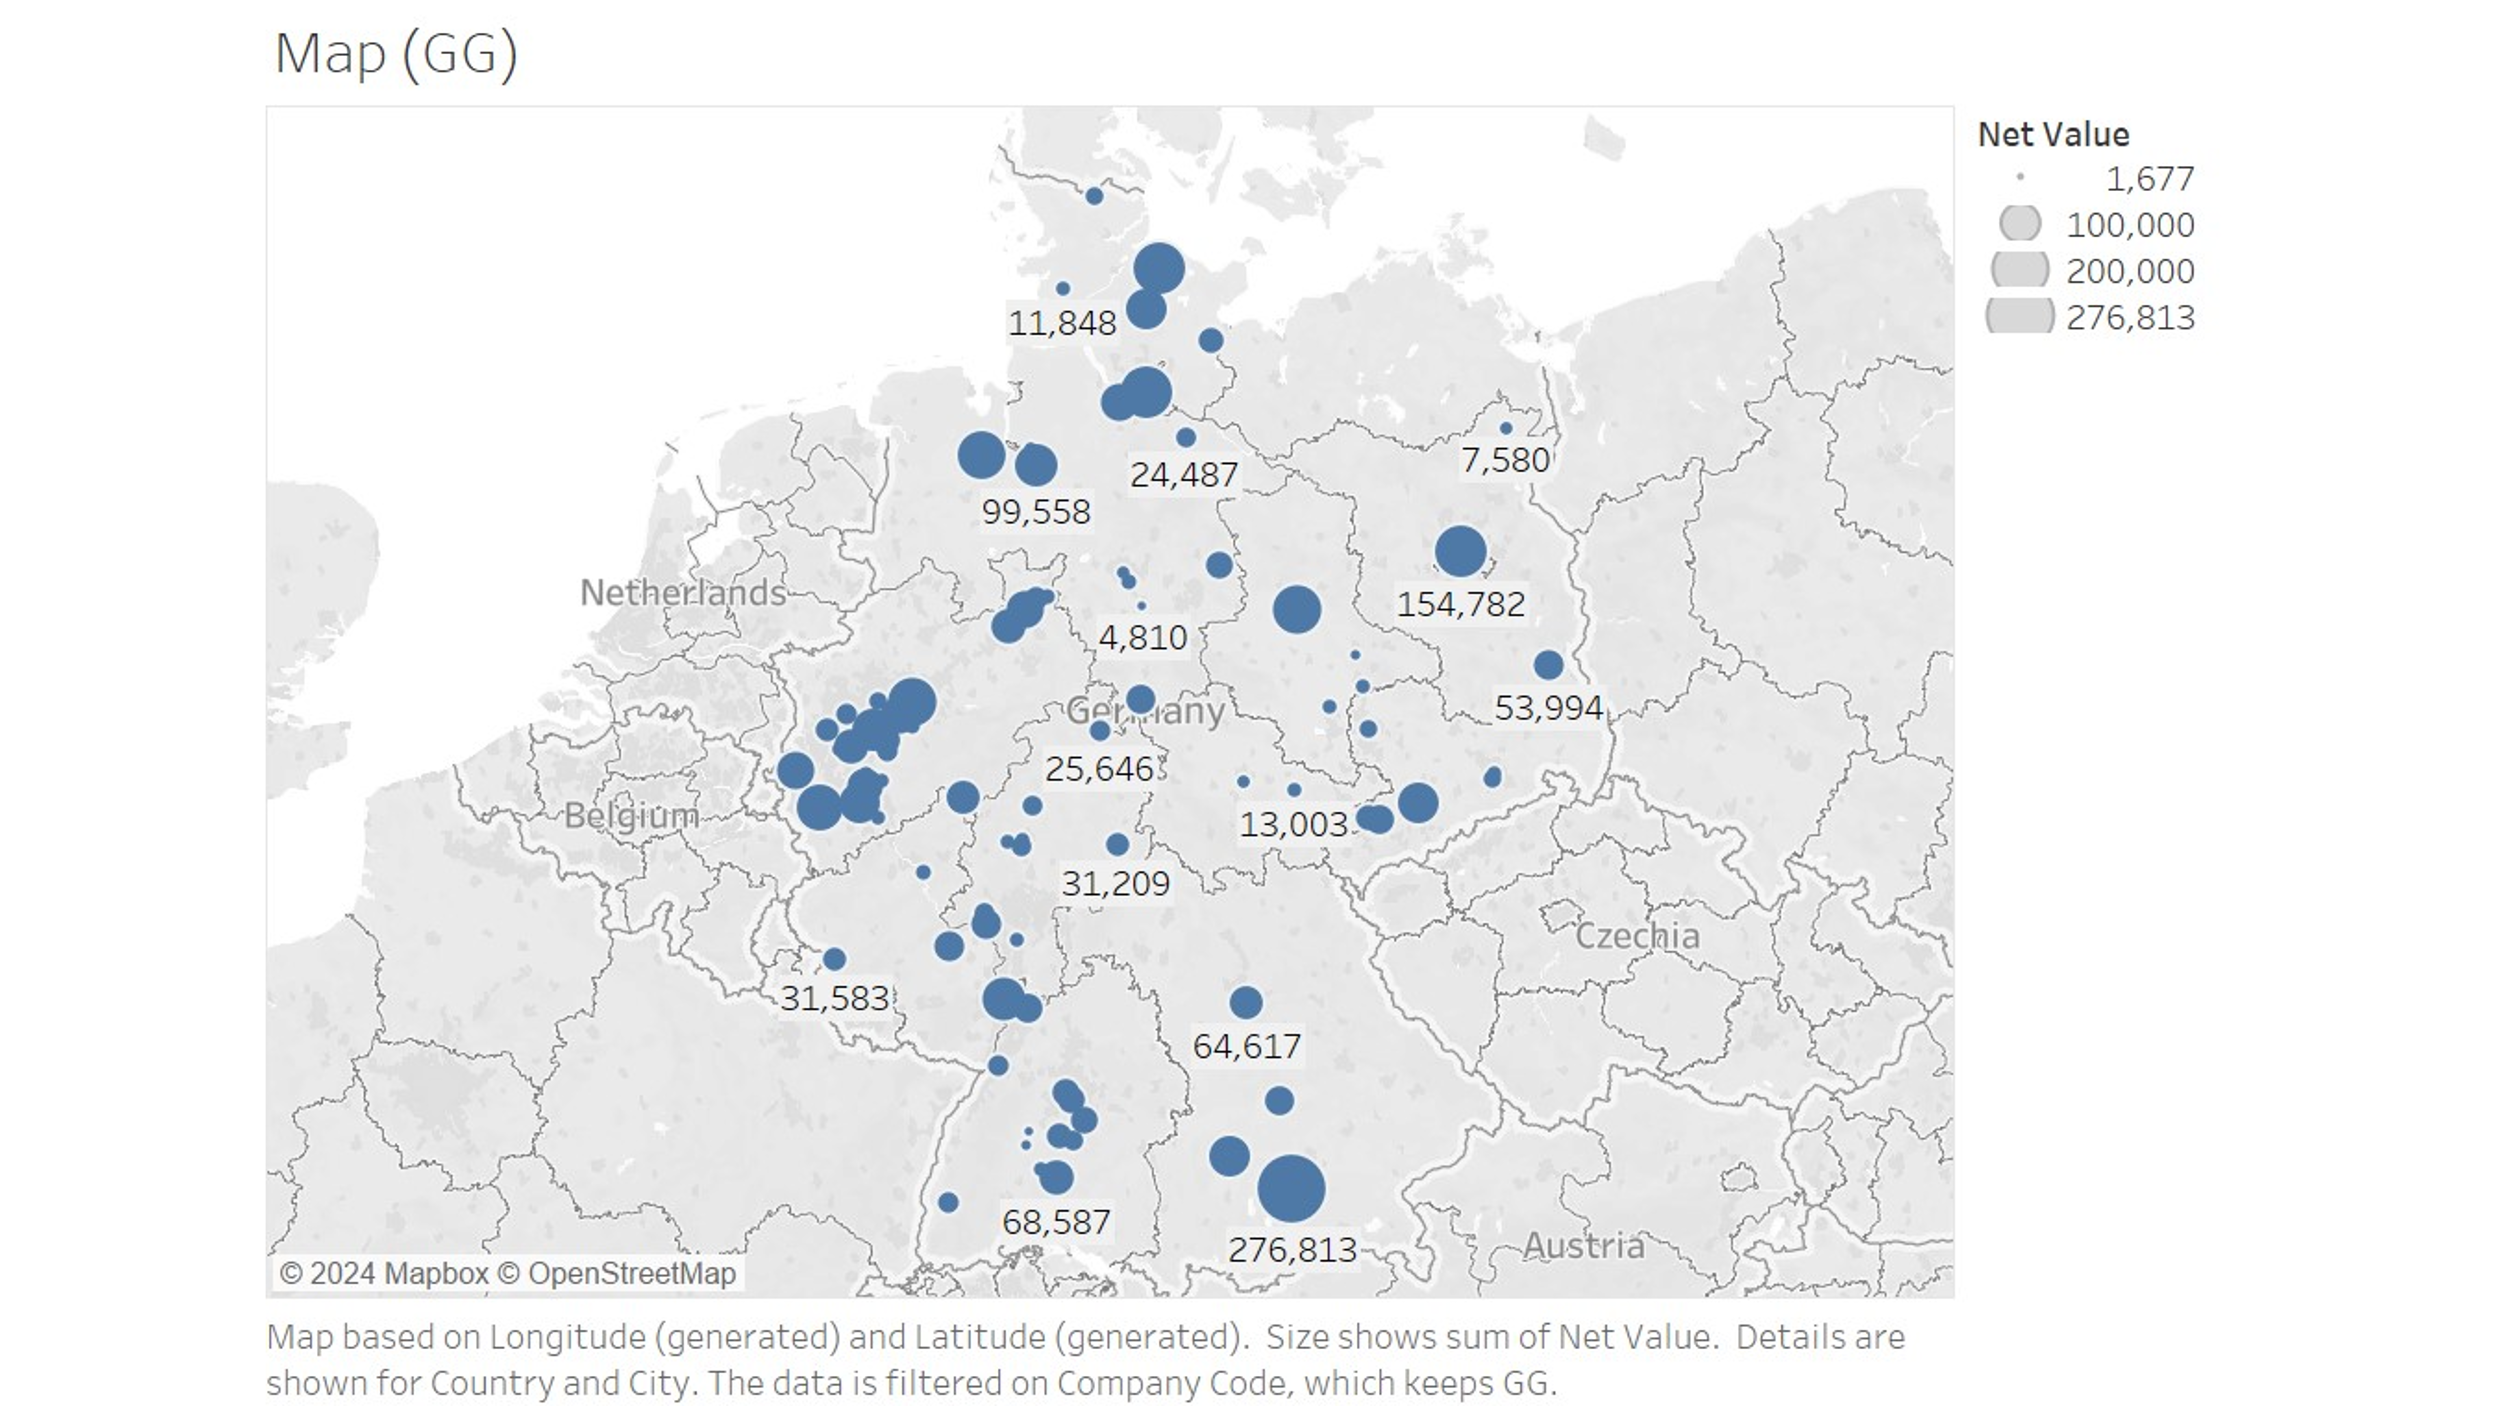 Map (GG)
Net Value
1,677
100,000
200,000
276,813
11,848
24,487
7,580
99,558
Netherlands
154,782
4,810
53,994
Germany
25,646
Belgium
13,003
31,209
Czechia
31,583
64,617
68,587
276,813
Austria
© 2024 Mapbox © OpenStreetMap
Map based on Longitude (generated) and Latitude (generated).  Size shows sum of Net Value.  Details are
shown for Country and City. The data is filtered on Company Code, which keeps GG.